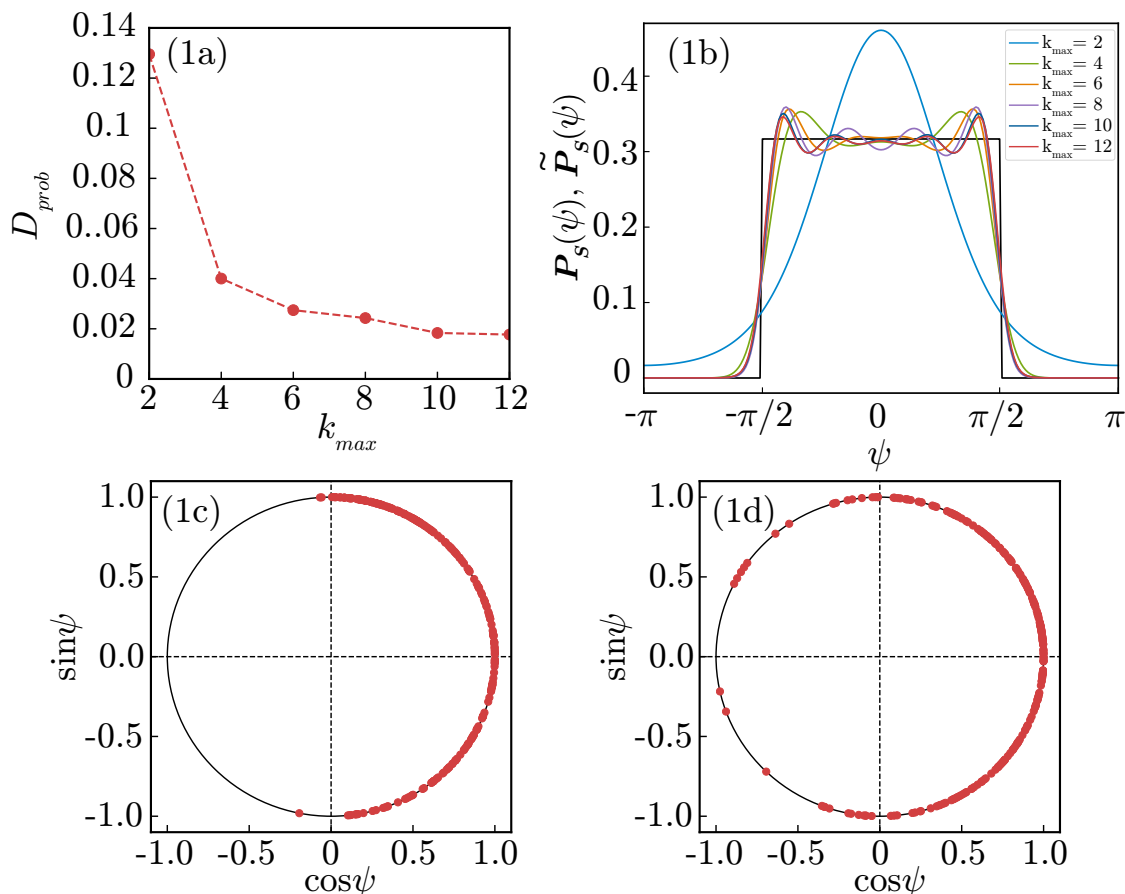 (1a)
0.14
0.12
0.1
0.08
0..06
0.04
0.02
0
D_prob
2 4 6 8 10 12
k_max
(1b)
k_max= 2
k_max= 4
k_max= 6
k_max= 8
k_max= 10
k_max= 12
0.4
0.3
0.2
0.1
0
P_s(ψ), P̃_s(ψ)
-π -π/2 0 π/2 π
ψ
(1c)
1.0
0.5
0.0
-0.5
-1.0
sinψ
-1.0 -0.5 0 0.5 1.0
cosψ
(1d)
1.0
0.5
0.0
-0.5
-1.0
sinψ
-1.0 -0.5 0 0.5 1.0
cosψ